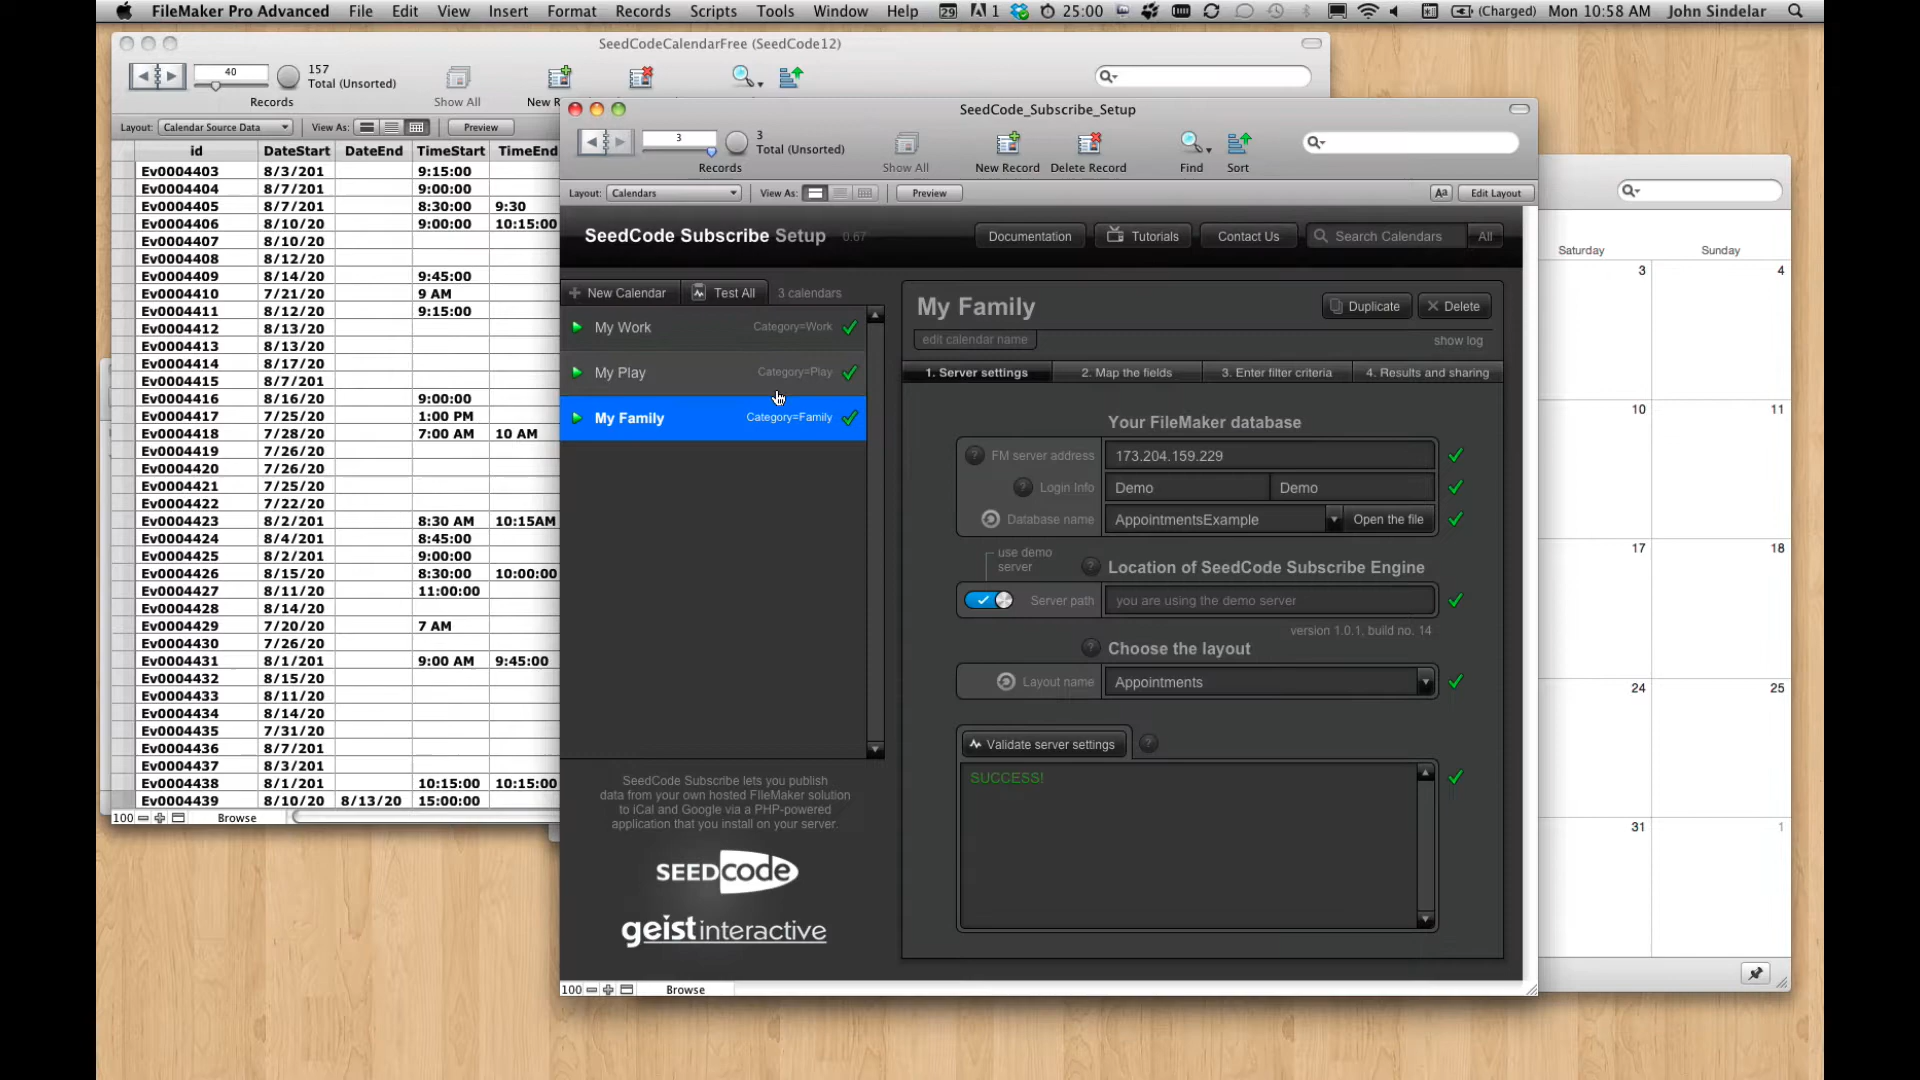 FileMaker Pro Advanced File Edit View Insert Format Records Scripts Tools Window Help 29 1 25:00 (Charged) Mon 10:58 AM John Sindelar
SeedCodeCalendarFree (SeedCode12)
40 157
Total (Unsorted)
Records Show All New R
Layout: Calendar Source Data View As: Preview
id DateStart DateEnd TimeStart TimeEnd
Ev0004403 8/3/201 9:15:00
Ev0004404 8/7/201 9:00:00
Ev0004405 8/7/201 8:30:00 9:30
Ev0004406 8/10/20 9:00:00 10:15:00
Ev0004407 8/10/20
Ev0004408 8/12/20
Ev0004409 8/14/20 9:45:00
Ev0004410 7/21/20 9 AM
Ev0004411 8/12/20 9:15:00
Ev0004412 8/13/20
Ev0004413 8/13/20
Ev0004414 8/17/20
Ev0004415 8/7/201
Ev0004416 8/16/20 9:00:00
Ev0004417 7/25/20 1:00 PM
Ev0004418 7/28/20 7:00 AM 10 AM
Ev0004419 7/26/20
Ev0004420 7/26/20
Ev0004421 7/25/20
Ev0004422 7/22/20
Ev0004423 8/2/201 8:30 AM 10:15AM
Ev0004424 8/4/201 8:45:00
Ev0004425 8/2/201 9:00:00
Ev0004426 8/15/20 8:30:00 10:00:00
Ev0004427 8/11/20 11:00:00
Ev0004428 8/14/20
Ev0004429 7/20/20 7 AM
Ev0004430 7/26/20
Ev0004431 8/1/201 9:00 AM 9:45:00
Ev0004432 8/15/20
Ev0004433 8/11/20
Ev0004434 8/14/20
Ev0004435 7/31/20
Ev0004436 8/7/201
Ev0004437 8/3/201
Ev0004438 8/1/201 10:15:00 10:15:00
Ev0004439 8/10/20 8/13/20 15:00:00
100 Browse
SeedCode_Subscribe_Setup
3 3
Total (Unsorted)
Records Show All New Record Delete Record Find Sort
Layout: Calendars View As: Preview Aa Edit Layout
SeedCode Subscribe Setup 0.67 Documentation Tutorials Contact Us Search Calendars All
New Calendar Test All 3 calendars
My Work Category=Work
My Play Category=Play
My Family Category=Family
SeedCode Subscribe lets you publish
data from your own hosted FIleMaker solution
to iCal and Google via a PHP-powered
application that you install on your server.
SEEDcode
geistinteractive
My Family Duplicate Delete
edit calendar name show log
1. Server settings 2. Map the fields 3. Enter filter criteria 4. Results and sharing
Your FileMaker database
? FM server address 173.204.159.229
? Login Info Demo Demo
Database name AppointmentsExample Open the file
use demo
server
? Location of SeedCode Subscribe Engine
Server path you are using the demo server
version 1.0.1, build no. 14
? Choose the layout
Layout name Appointments
Validate server settings ?
SUCCESS!
100 Browse
Saturday Sunday
3 4
10 11
17 18
24 25
31 1